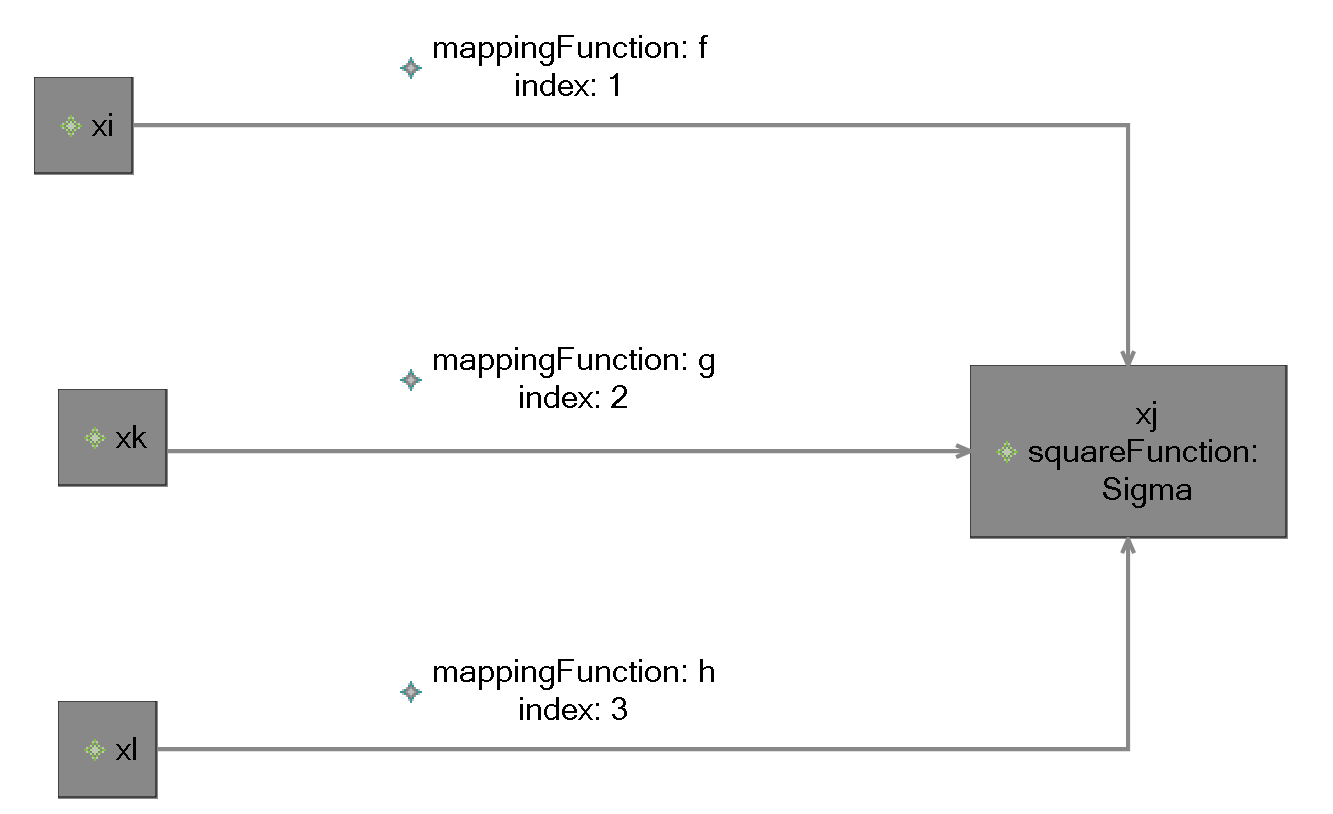 mappingFunction: f
index: 1
xi
mappingFunction: g
index: 2
xk
xj
squareFunction:
Sigma
mappingFunction: h
index: 3
xl